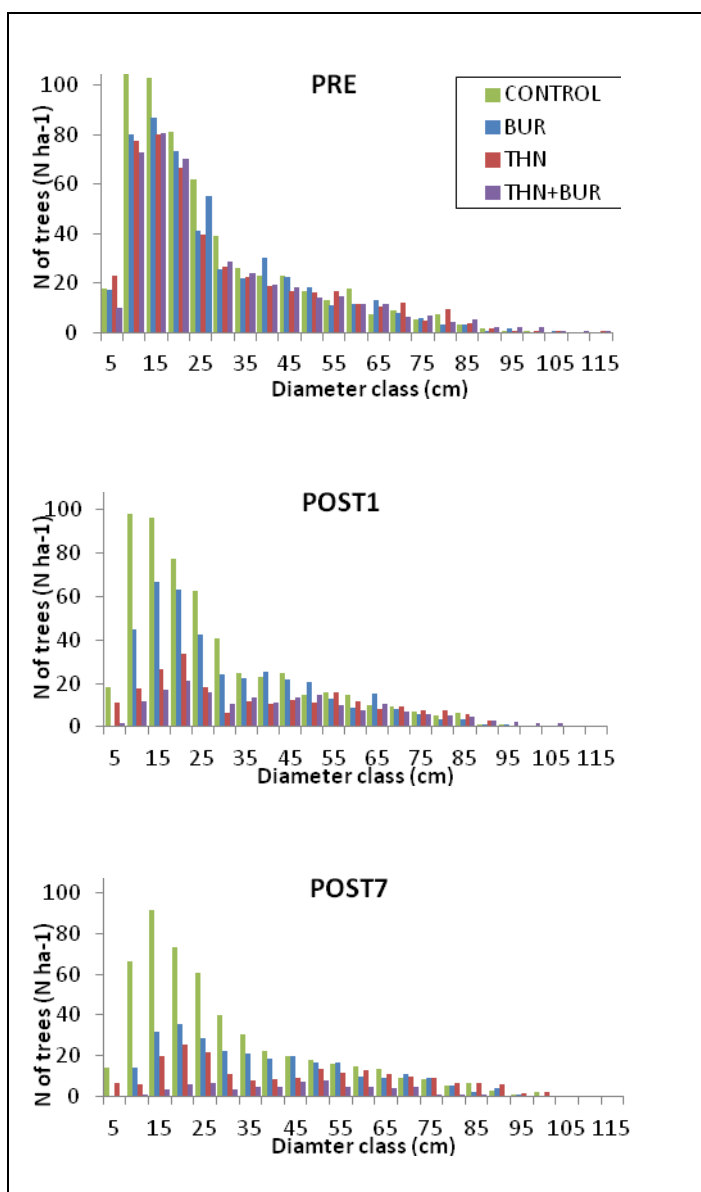 PRE
CONTROL
BUR
THN
THN+BUR
N of trees (N ha-1)
100
80
60
40
20
0
5 15 25 35 45 55 65 75 85 95 105 115
Diameter class (cm)
POST1
N of trees (N ha-1)
100
80
60
40
20
0
5 15 25 35 45 55 65 75 85 95 105 115
Diameter class (cm)
POST7
N of trees (N ha-1)
100
80
60
40
20
0
5 15 25 35 45 55 65 75 85 95 105 115
Diamter class (cm)